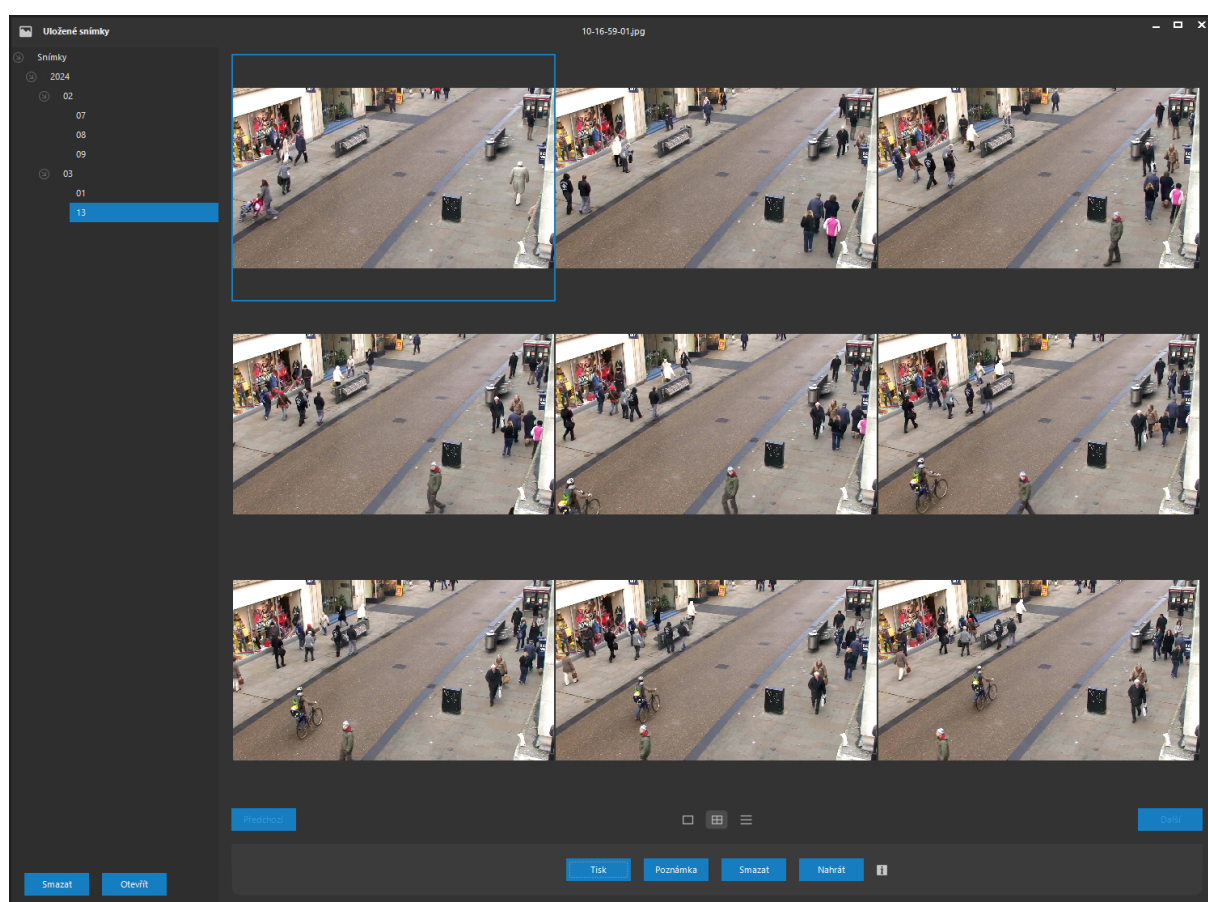 Uložené snímky
10-16-59-01.jpg
Snímky
2024
02
07
08
09
03
01
13
Předchozí
Další
Tisk
Poznámka
Smazat
Nahrát
Smazat
Otevřít